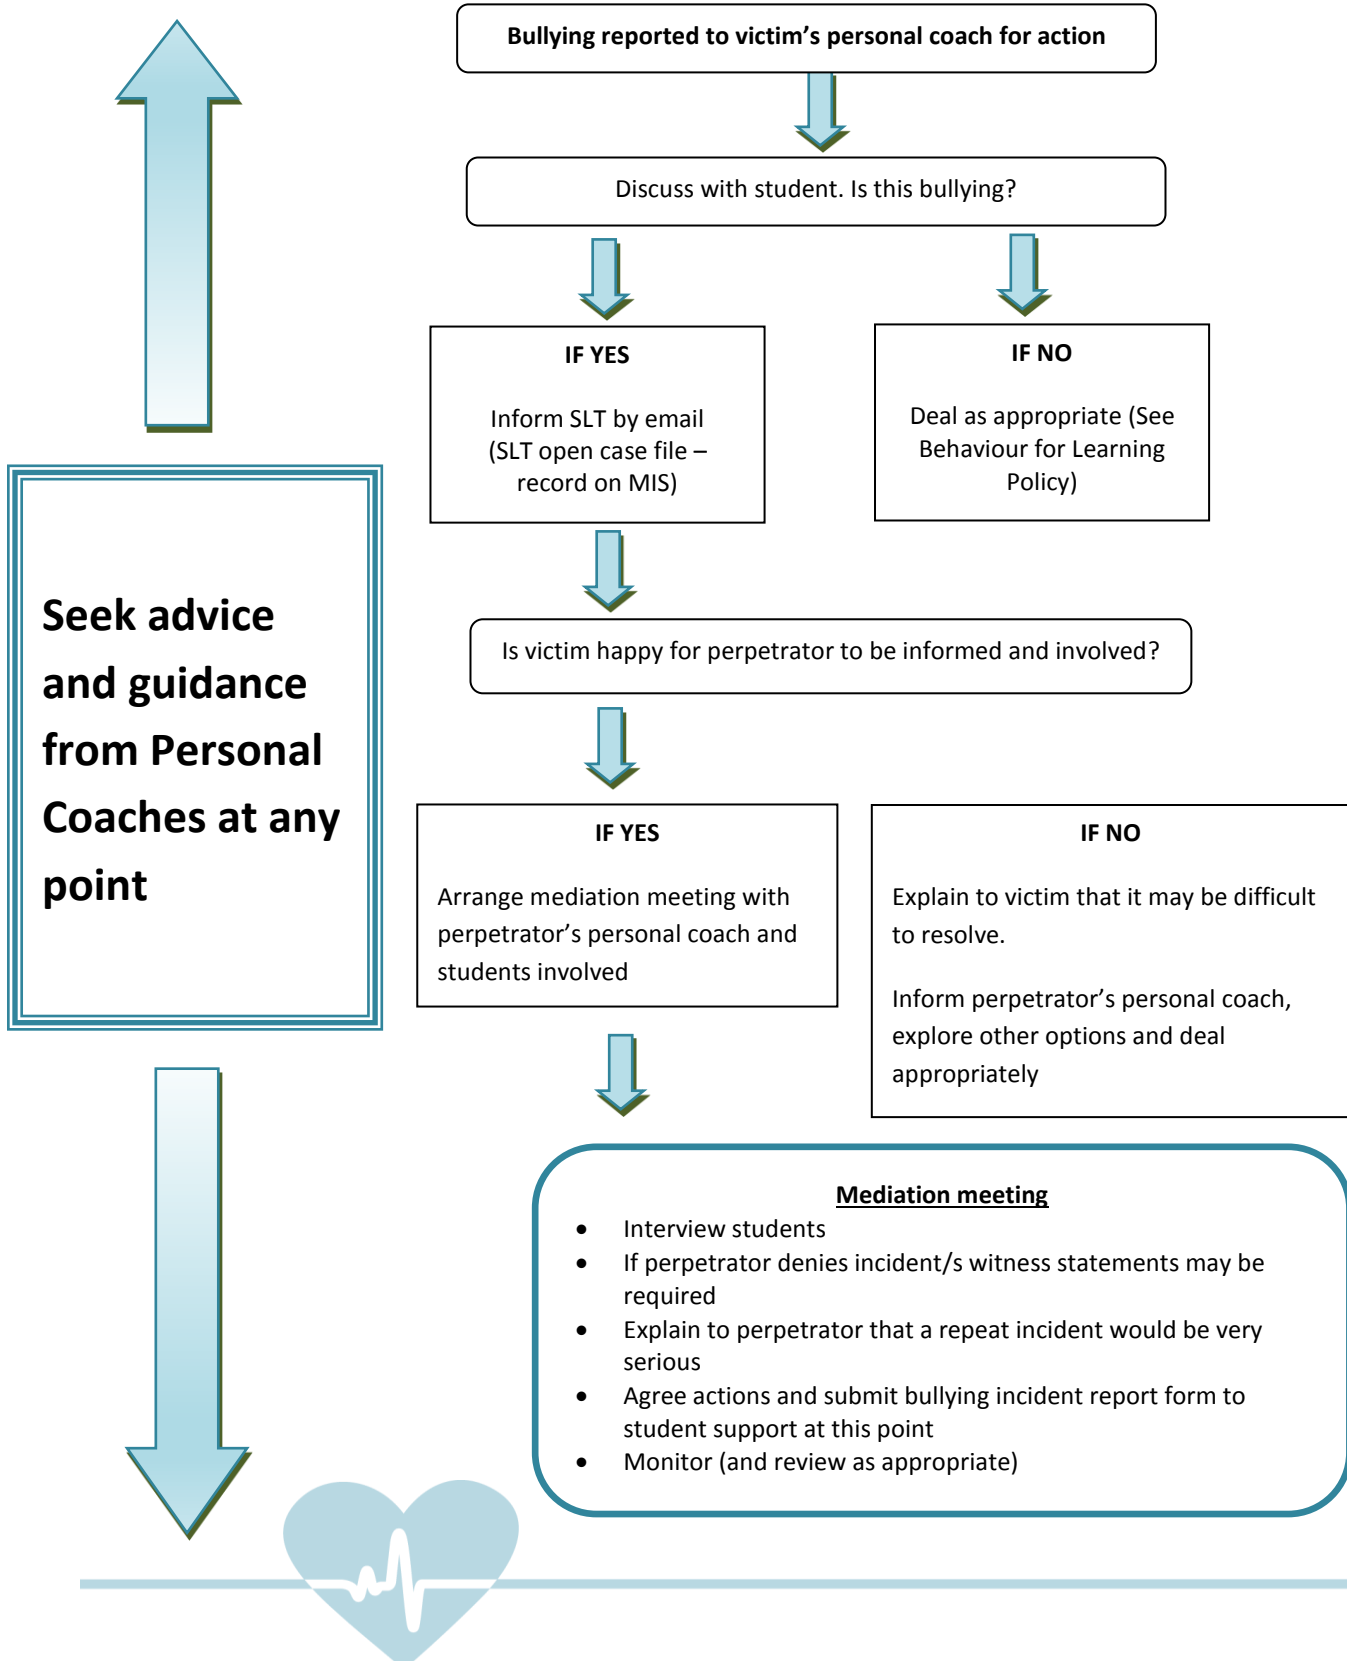 Bullying reported to victim’s personal coach for action
Discuss with student. Is this bullying?
IF YES
Inform SLT by email
(SLT open case file –
record on MIS)
IF NO
Deal as appropriate (See
Behaviour for Learning
Policy)
Seek advice
and guidance
from Personal
Coaches at any
point
Is victim happy for perpetrator to be informed and involved?
IF YES
Arrange mediation meeting with
perpetrator’s personal coach and
students involved
IF NO
Explain to victim that it may be difficult
to resolve.
Inform perpetrator’s personal coach,
explore other options and deal
appropriately
Mediation meeting
• Interview students
• If perpetrator denies incident/s witness statements may be
required
• Explain to perpetrator that a repeat incident would be very
serious
• Agree actions and submit bullying incident report form to
student support at this point
• Monitor (and review as appropriate)